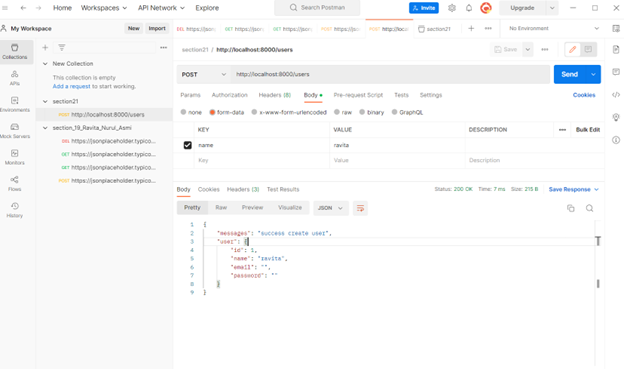 Home Workspaces API Network Explore Search Postman Invite Upgrade
My Workspace New Import
Collections
APIs
Environments
Mock Servers
Monitors
Flows
History
New Collection
This collection is empty
Add a request to start working.
section21
POST http://localhost:8000/users
section_19_Ravita_Nurul_Asmi
DEL https://jsonplaceholder.typico...
GET https://jsonplaceholder.typico...
GET https://jsonplaceholder.typico...
POST https://jsonplaceholder.typico...
DEL https://json GET https://json GET https://json POST https://json POST http://loc section21 No Environment
section21 / http://localhost:8000/users Save
POST http://localhost:8000/users Send
Params Authorization Headers (8) Body Pre-request Script Tests Settings Cookies
none form-data x-www-form-urlencoded raw binary GraphQL
KEY VALUE DESCRIPTION Bulk Edit
name ravita
Key Value Description
Body Cookies Headers (3) Test Results Status: 200 OK Time: 7 ms Size: 215 B Save Response
Pretty Raw Preview Visualize JSON
1 {
2 "messages": "success create user",
3 "user": {
4 "id": 1,
5 "name": "ravita",
6 "email": "",
7 "password": ""
8 }
9 }